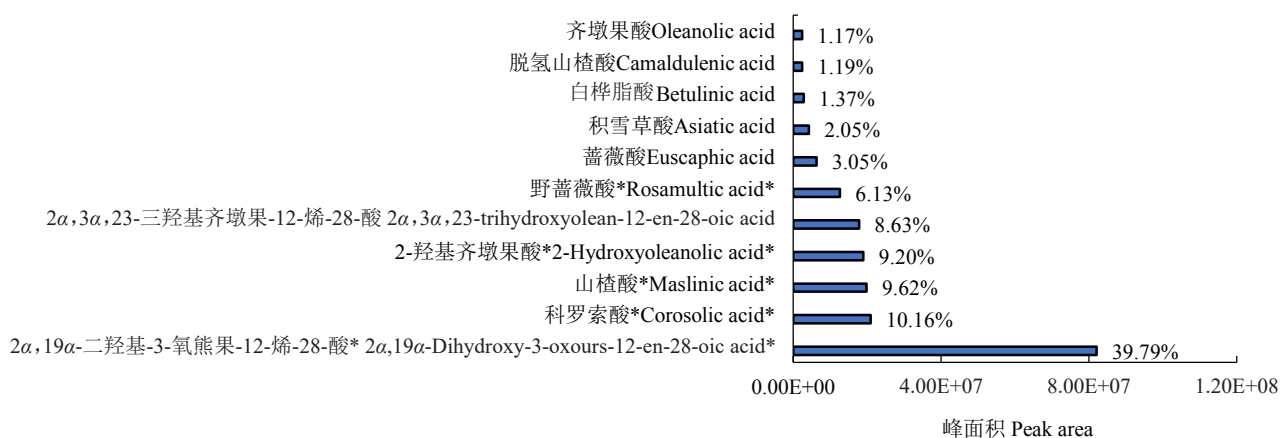 齐墩果酸Oleanolic acid 1.17%
脱氢山楂酸Camaldulenic acid 1.19%
白桦脂酸Betulinic acid 1.37%
积雪草酸Asiatic acid 2.05%
蔷薇酸Euscaphic acid 3.05%
野蔷薇酸*Rosamultic acid* 6.13%
2α,3α,23-三羟基齐墩果-12-烯-28-酸 2α,3α,23-trihydroxyolean-12-en-28-oic acid 8.63%
2-羟基齐墩果酸*2-Hydroxyoleanolic acid* 9.20%
山楂酸*Maslinic acid* 9.62%
科罗索酸*Corosolic acid* 10.16%
2α,19α-二羟基-3-氧熊果-12-烯-28-酸* 2α,19α-Dihydroxy-3-oxours-12-en-28-oic acid* 39.79%
0.00E+00 4.00E+07 8.00E+07 1.20E+08
峰面积 Peak area